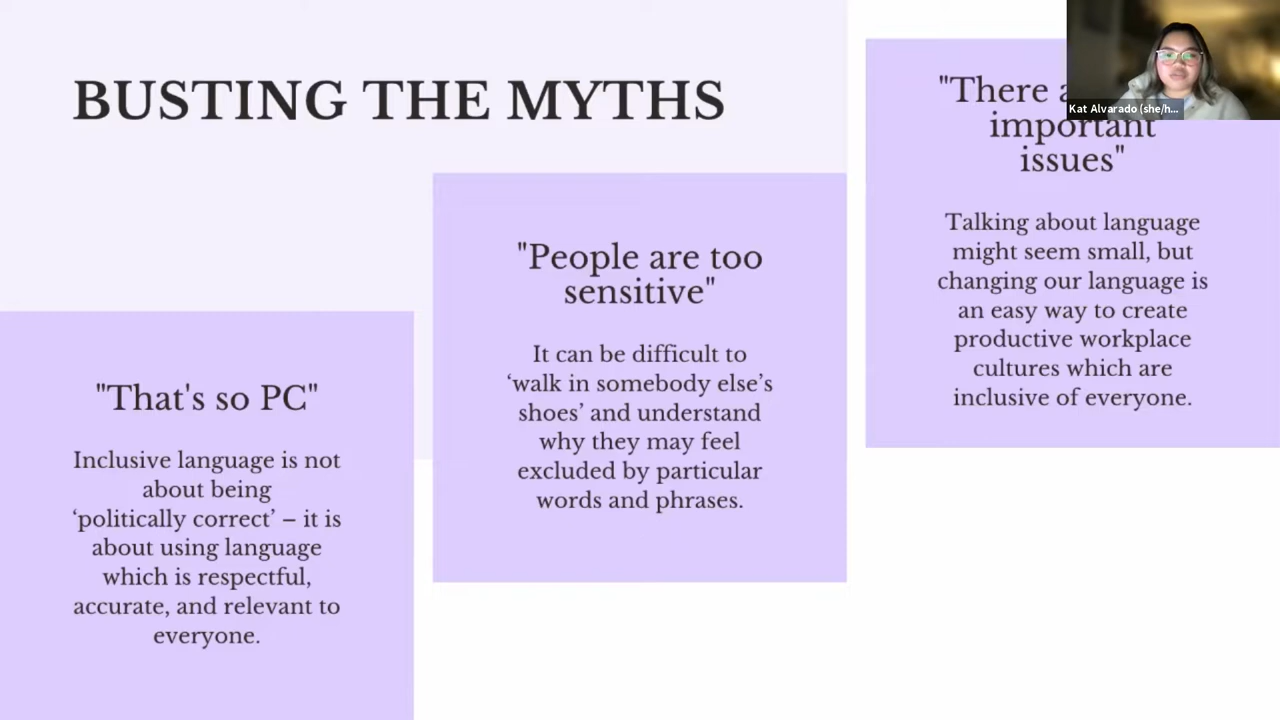 BUSTING THE MYTHS
"That's so PC"
Inclusive language is not
about being
‘politically correct’ – it is
about using language
which is respectful,
accurate, and relevant to
everyone.
"People are too
sensitive"
It can be difficult to
‘walk in somebody else’s
shoes’ and understand
why they may feel
excluded by particular
words and phrases.
"There
important
issues"
Talking about language
might seem small, but
changing our language is
an easy way to create
productive workplace
cultures which are
inclusive of everyone.
Kat Alvarado (she/h...